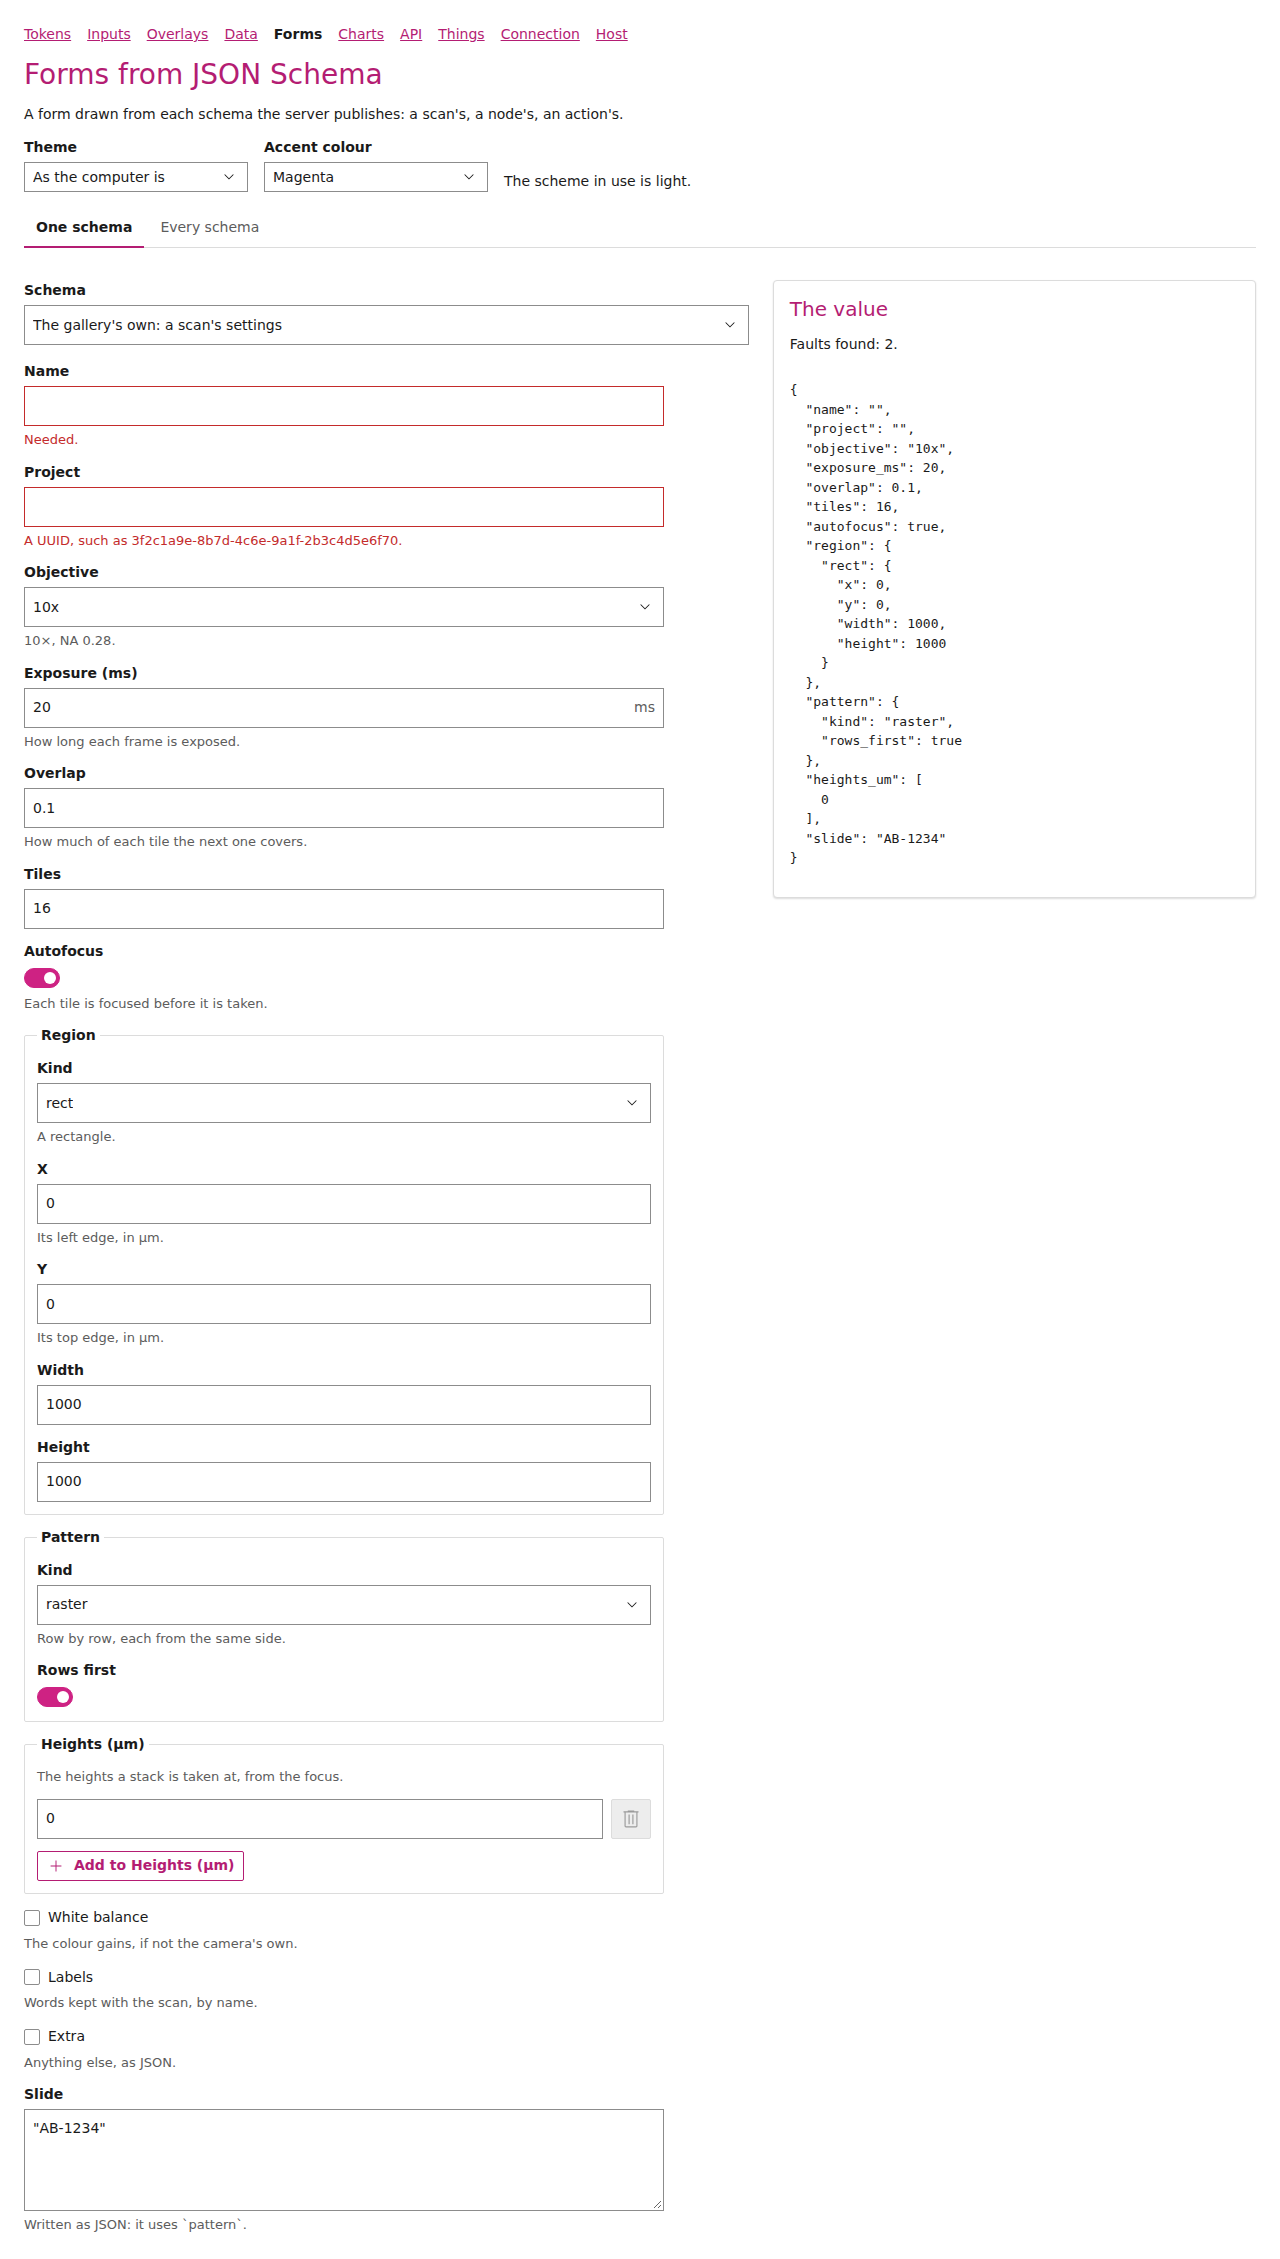 Tokens Inputs Overlays Data Forms Charts API Things Connection Host
Forms from JSON Schema
A form drawn from each schema the server publishes: a scan's, a node's, an action's.
Theme Accent colour
As the computer is Magenta The scheme in use is light.
One schema Every schema
Schema
The gallery's own: a scan's settings
Name
Needed.
Project
A UUID, such as 3f2c1a9e-8b7d-4c6e-9a1f-2b3c4d5e6f70.
Objective
10x
10×, NA 0.28.
Exposure (ms)
20 ms
How long each frame is exposed.
Overlap
0.1
How much of each tile the next one covers.
Tiles
16
Autofocus
Each tile is focused before it is taken.
Region
Kind
rect
A rectangle.
X
0
Its left edge, in µm.
Y
0
Its top edge, in µm.
Width
1000
Height
1000
Pattern
Kind
raster
Row by row, each from the same side.
Rows first
Heights (µm)
The heights a stack is taken at, from the focus.
0
Add to Heights (µm)
White balance
The colour gains, if not the camera's own.
Labels
Words kept with the scan, by name.
Extra
Anything else, as JSON.
Slide
"AB-1234"
Written as JSON: it uses `pattern`.
The value
Faults found: 2.
{
"name": "",
"project": "",
"objective": "10x",
"exposure_ms": 20,
"overlap": 0.1,
"tiles": 16,
"autofocus": true,
"region": {
"rect": {
"x": 0,
"y": 0,
"width": 1000,
"height": 1000
}
},
"pattern": {
"kind": "raster",
"rows_first": true
},
"heights_um": [
0
],
"slide": "AB-1234"
}